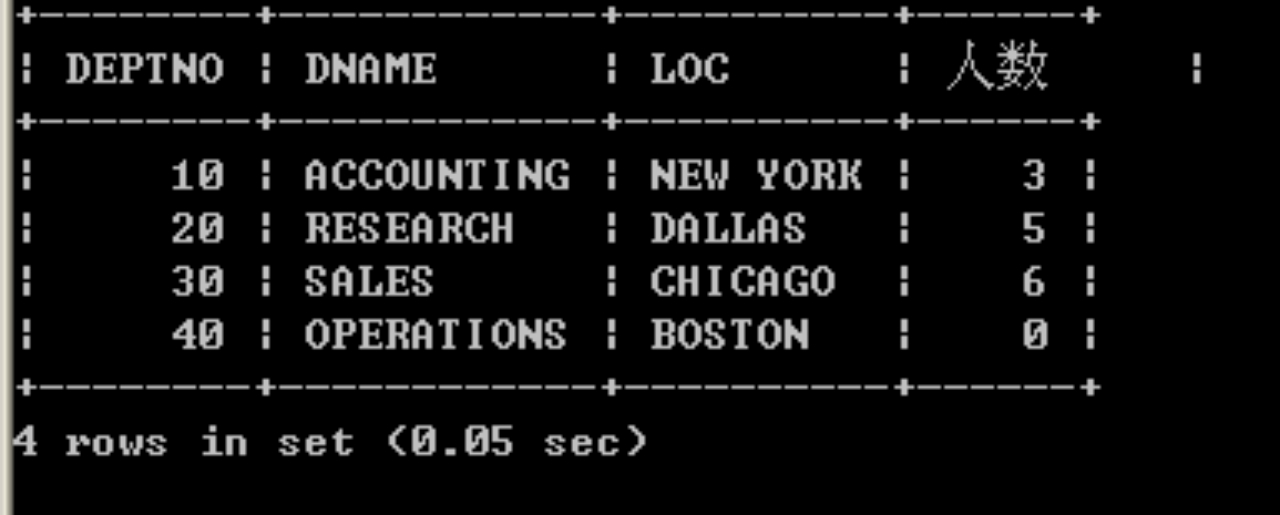 +---------+------------+----------+------+
| DEPTNO | DNAME | LOC | 人数 |
+---------+------------+----------+------+
| 10 | ACCOUNTING | NEW YORK | 3 |
| 20 | RESEARCH | DALLAS | 5 |
| 30 | SALES | CHICAGO | 6 |
| 40 | OPERATIONS | BOSTON | 0 |
+---------+------------+----------+------+
4 rows in set (0.05 sec)